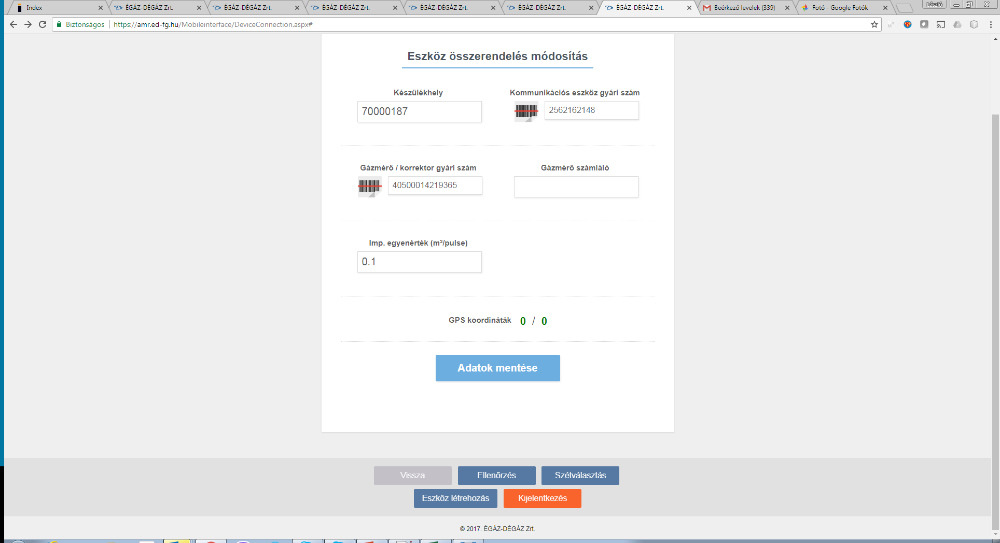 Index
ÉGÁZ-DÉGÁZ Zrt.
ÉGÁZ-DÉGÁZ Zrt.
ÉGÁZ-DÉGÁZ Zrt.
ÉGÁZ-DÉGÁZ Zrt.
ÉGÁZ-DÉGÁZ Zrt.
ÉGÁZ-DÉGÁZ Zrt.
Beérkező levelek (339) -
Fotó - Google Fotók
László
Biztonságos
https://amr.ed-fg.hu/Mobileinterface/DeviceConnection.aspx#
Eszköz összerendelés módosítás
Készülékhely
Kommunikációs eszköz gyári szám
70000187
2562162148
Gázmérő / korrektor gyári szám
Gázmérő számláló
40500014219365
Imp. egyenérték (m³/pulse)
0.1
GPS koordináták 0 / 0
Adatok mentése
Vissza
Ellenőrzés
Szétválasztás
Eszköz létrehozás
Kijelentkezés
© 2017. ÉGÁZ-DÉGÁZ Zrt.